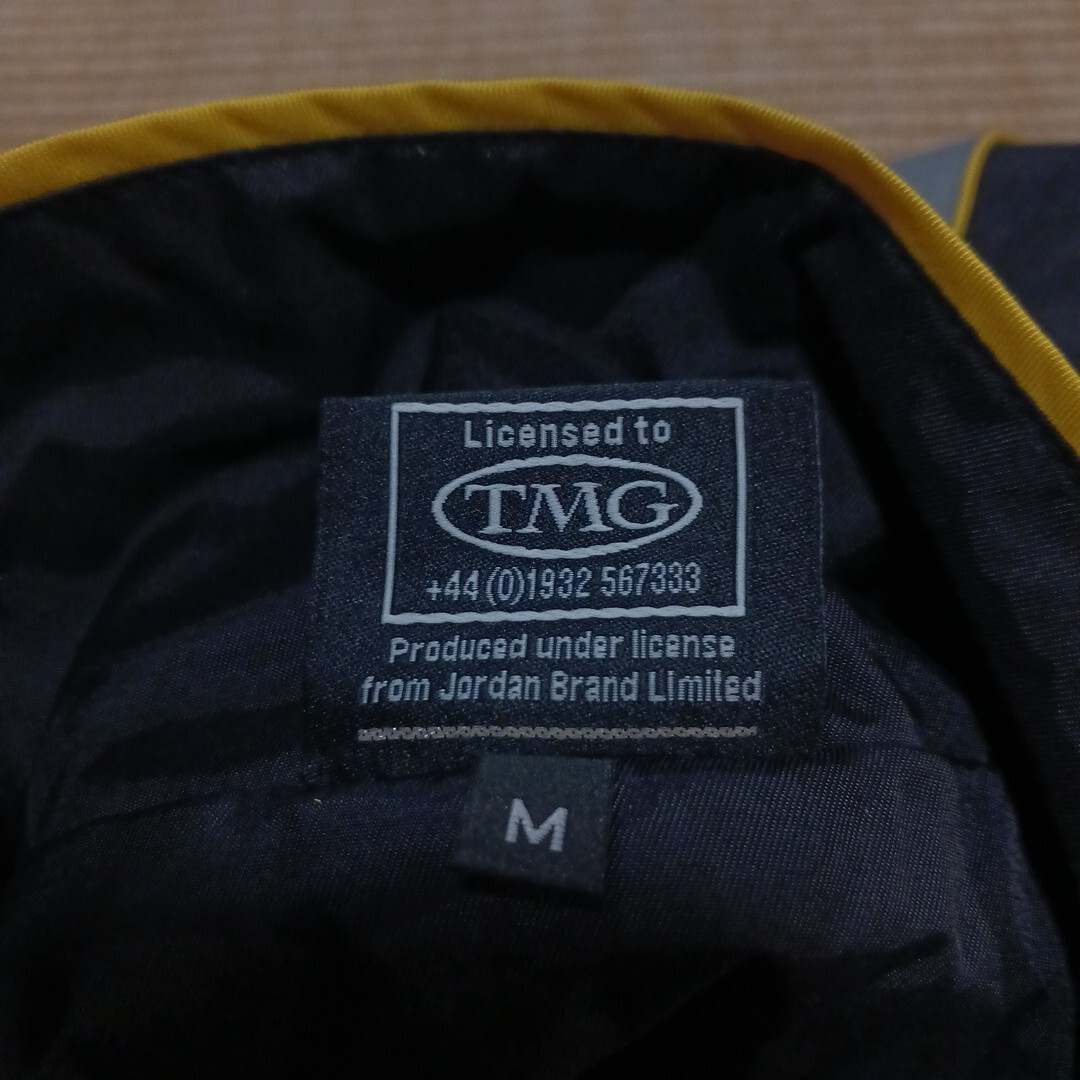 Licensed to
TMG
+44(0)1932 567333
Produced under license
from Jordan Brand Limited
M